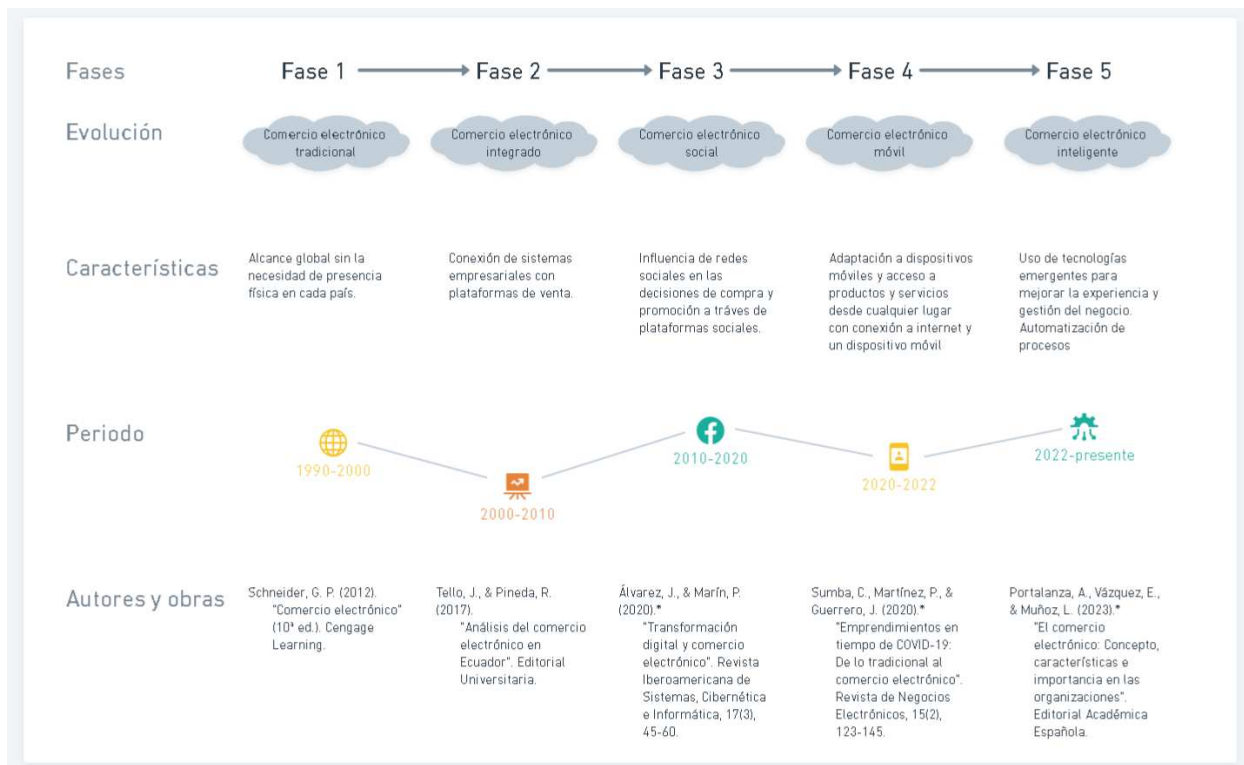 Fases
Fase 1
Fase 2
Fase 3
Fase 4
Fase 5
Evolución
Comercio electrónico
tradicional
Comercio electrónico
integrado
Comercio electrónico
social
Comercio electrónico
móvil
Comercio electrónico
inteligente
Características
Alcance global sin la
necesidad de presencia
física en cada país.
Conexión de sistemas
empresariales con
plataformas de venta.
Influencia de redes
sociales en las
decisiones de compra y
promoción a tráves de
plataformas sociales.
Adaptación a dispositivos
móviles y acceso a
productos y servicios
desde cualquier lugar
con conexión a internet y
un dispositivo móvil
Uso de tecnologías
emergentes para
mejorar la experiencia y
gestión del negocio.
Automatización de
procesos
Periodo
1990-2000
2000-2010
2010-2020
2020-2022
2022-presente
Autores y obras
Schneider, G. P. (2012).
"Comercio electrónico"
(10ª ed.). Cengage
Learning.
Tello, J., & Pineda, R.
(2017).
"Análisis del comercio
electrónico en
Ecuador". Editorial
Universitaria.
Álvarez, J., & Marín, P.
(2020).*
"Transformación
digital y comercio
electrónico". Revista
Iberoamericana de
Sistemas, Cibernética
e Informática, 17(3),
45-60.
Sumba, C., Martínez, P., &
Guerrero, J. (2020).*
"Emprendimientos en
tiempo de COVID-19:
De lo tradicional al
comercio electrónico".
Revista de Negocios
Electrónicos, 15(2),
123-145.
Portalanza, A., Vázquez, E.,
& Muñoz, L. (2023).*
"El comercio
electrónico: Concepto,
características e
importancia en las
organizaciones".
Editorial Académica
Española.